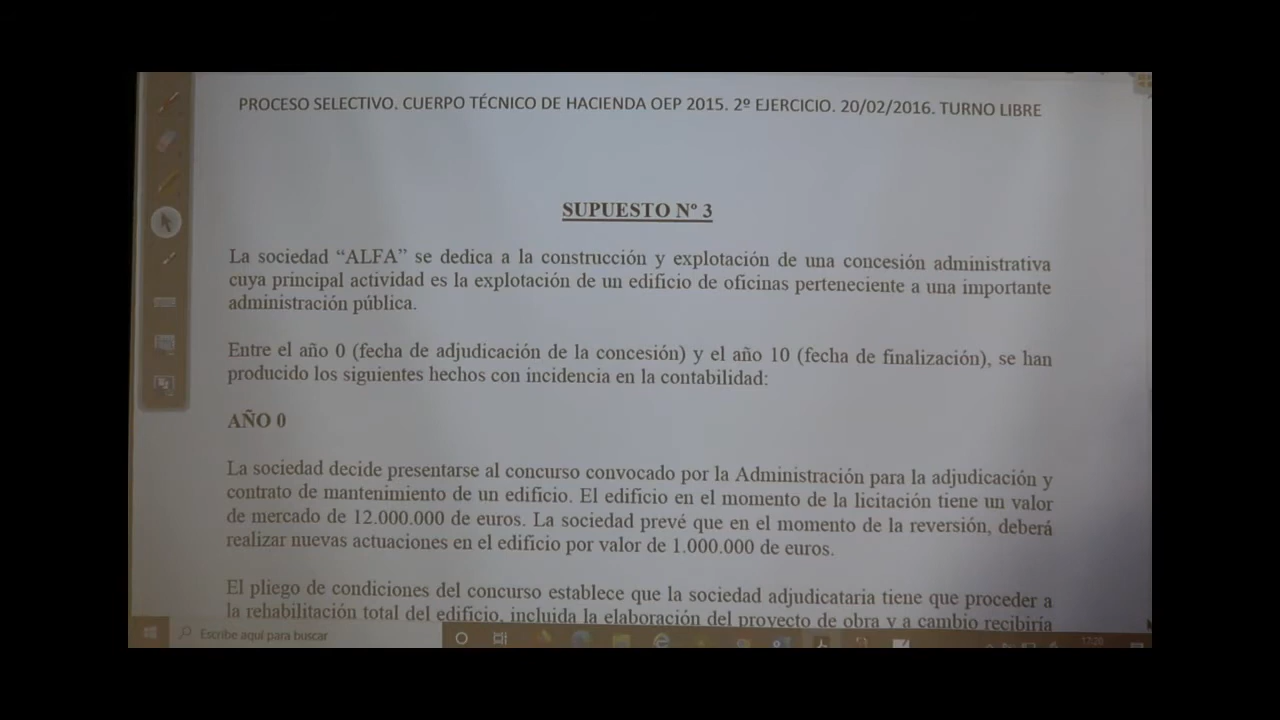 PROCESO SELECTIVO. CUERPO TÉCNICO DE HACIENDA OEP 2015. 2º EJERCICIO. 20/02/2016. TURNO LIBRE
SUPUESTO Nº 3
La sociedad “ALFA” se dedica a la construcción y explotación de una concesión administrativa
cuya principal actividad es la explotación de un edificio de oficinas perteneciente a una importante
administración pública.
Entre el año 0 (fecha de adjudicación de la concesión) y el año 10 (fecha de finalización), se han
producido los siguientes hechos con incidencia en la contabilidad:
AÑO 0
La sociedad decide presentarse al concurso convocado por la Administración para la adjudicación y
contrato de mantenimiento de un edificio. El edificio en el momento de la licitación tiene un valor
de mercado de 12.000.000 de euros. La sociedad prevé que en el momento de la reversión, deberá
realizar nuevas actuaciones en el edificio por valor de 1.000.000 de euros.
El pliego de condiciones del concurso establece que la sociedad adjudicataria tiene que proceder a
la rehabilitación total del edificio, incluida la elaboración del proyecto de obra y a cambio recibiría
Escribe aquí para buscar
17:20